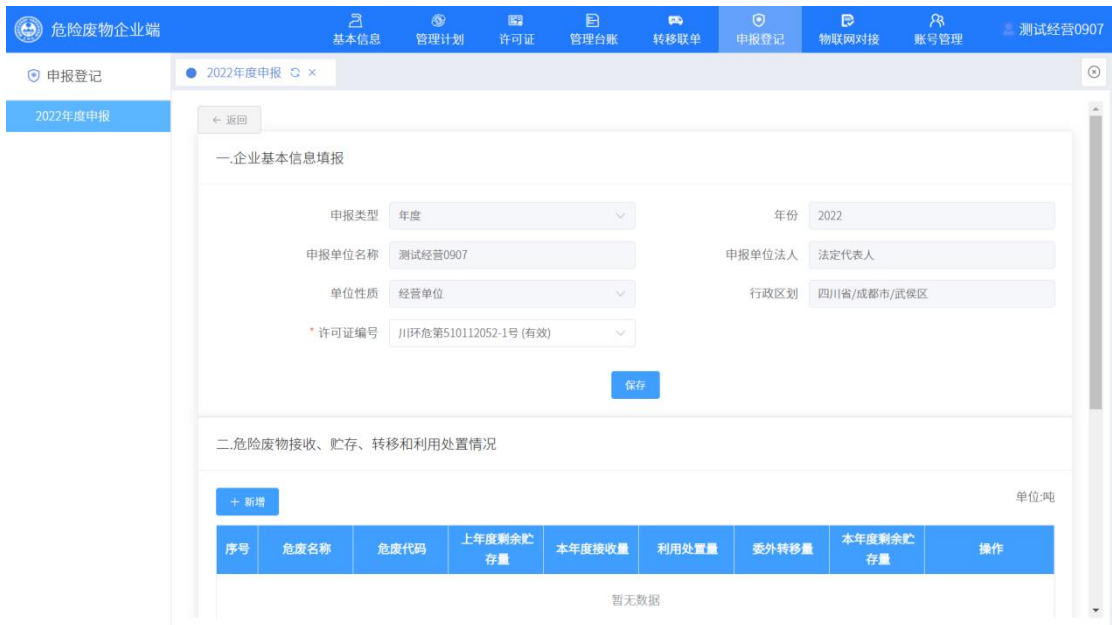 危险废物企业端
基本信息
管理计划
许可证
管理台账
转移联单
申报登记
物联网对接
账号管理
测试经营0907
申报登记
2022年度申报
2022年度申报
返回
一.企业基本信息填报
申报类型 年度
年份 2022
申报单位名称 测试经营0907
申报单位法人 法定代表人
单位性质 经营单位
行政区划 四川省/成都市/武侯区
* 许可证编号 川环危第510112052-1号 (有效)
保存
二.危险废物接收、贮存、转移和利用处置情况
+ 新增
单位:吨
序号
危废名称
危废代码
上年度剩余贮
存量
本年度接收量
利用处置量
委外转移量
本年度剩余贮
存量
操作
暂无数据